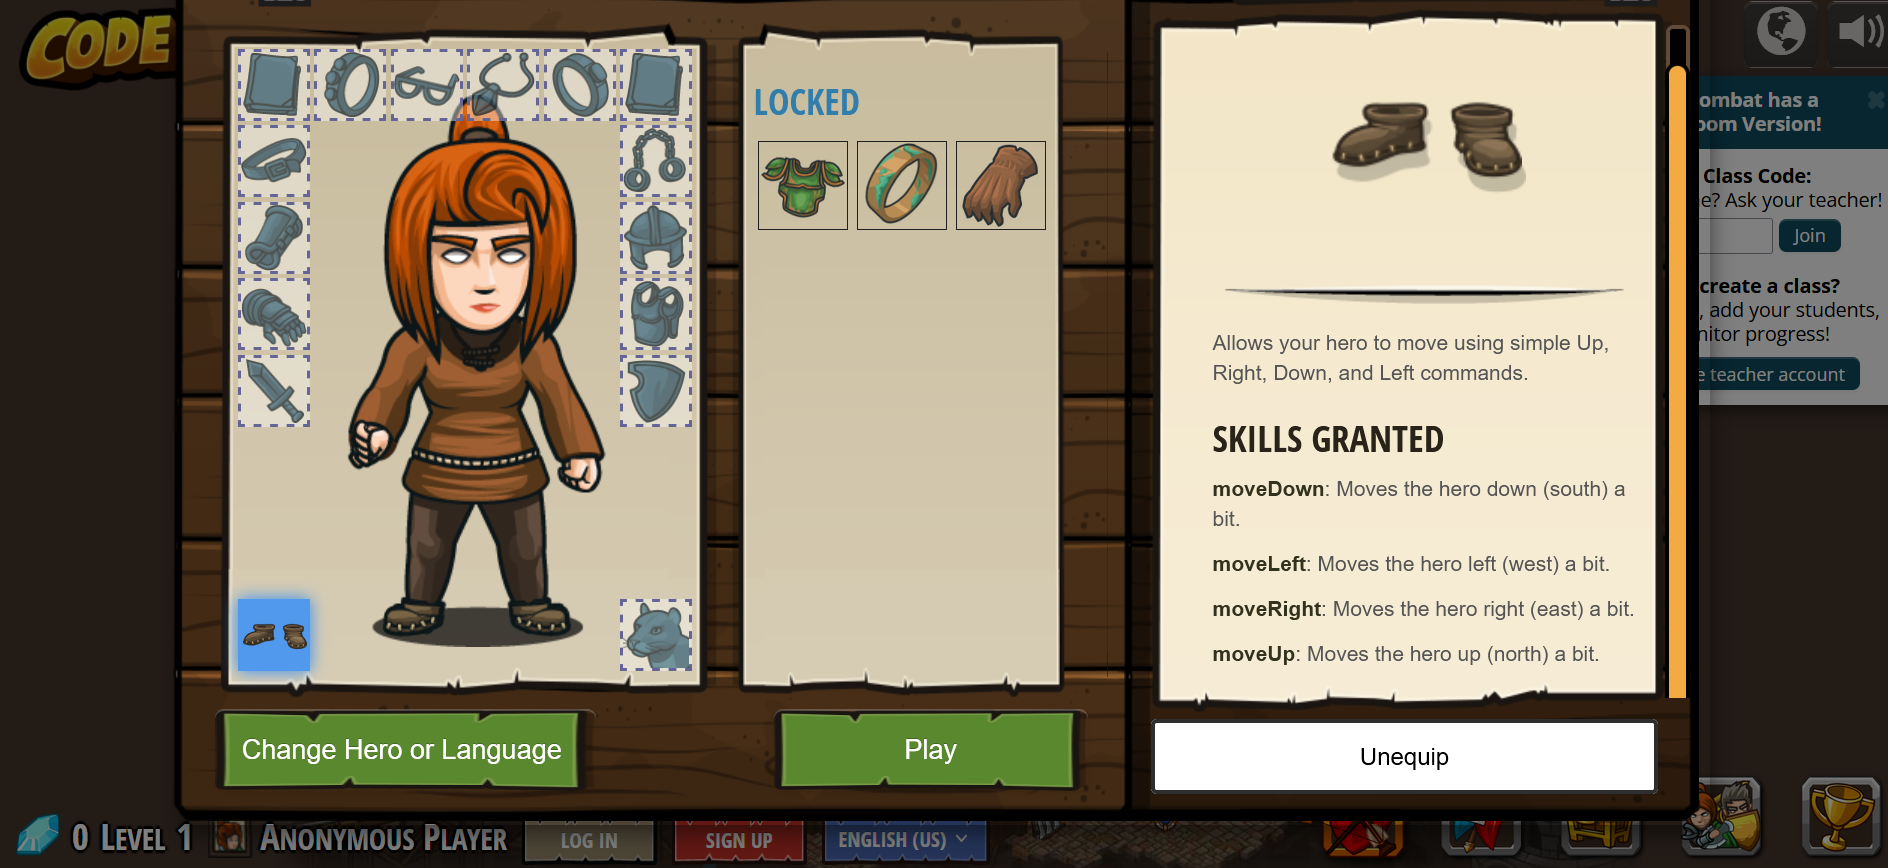 CODE
LOCKED
Allows your hero to move using simple Up,
Right, Down, and Left commands.
SKILLS GRANTED
moveDown: Moves the hero down (south) a
bit.
moveLeft: Moves the hero left (west) a bit.
moveRight: Moves the hero right (east) a bit.
moveUp: Moves the hero up (north) a bit.
Change Hero or Language
Play
Unequip
ombat has a
oom Version!
Class Code:
e? Ask your teacher!
Join
create a class?
, add your students,
nitor progress!
e teacher account
0 Level 1
Anonymous Player
LOG IN
SIGN UP
ENGLISH (US)